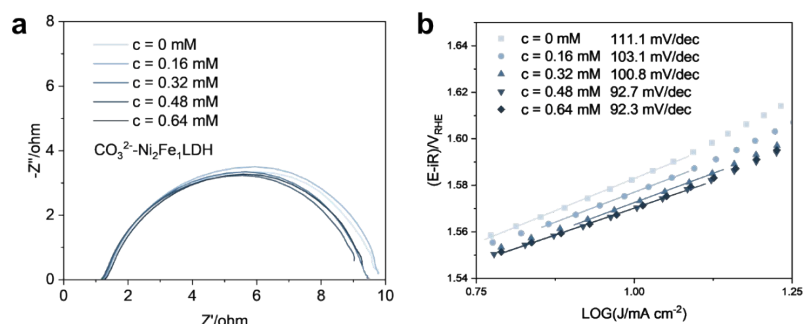 a
8
6
4
2
0
-Z''/ohm
c = 0 mM
c = 0.16 mM
c = 0.32 mM
c = 0.48 mM
c = 0.64 mM
CO₃²⁻-Ni₂Fe₁LDH
0 2 4 6 8 10
Z'/ohm
b
1.64
1.62
1.60
1.58
1.56
1.54
(E-iR)/V_RHE
c = 0 mM 111.1 mV/dec
c = 0.16 mM 103.1 mV/dec
c = 0.32 mM 100.8 mV/dec
c = 0.48 mM 92.7 mV/dec
c = 0.64 mM 92.3 mV/dec
0.75 1.00 1.25
LOG(J/mA cm⁻²)